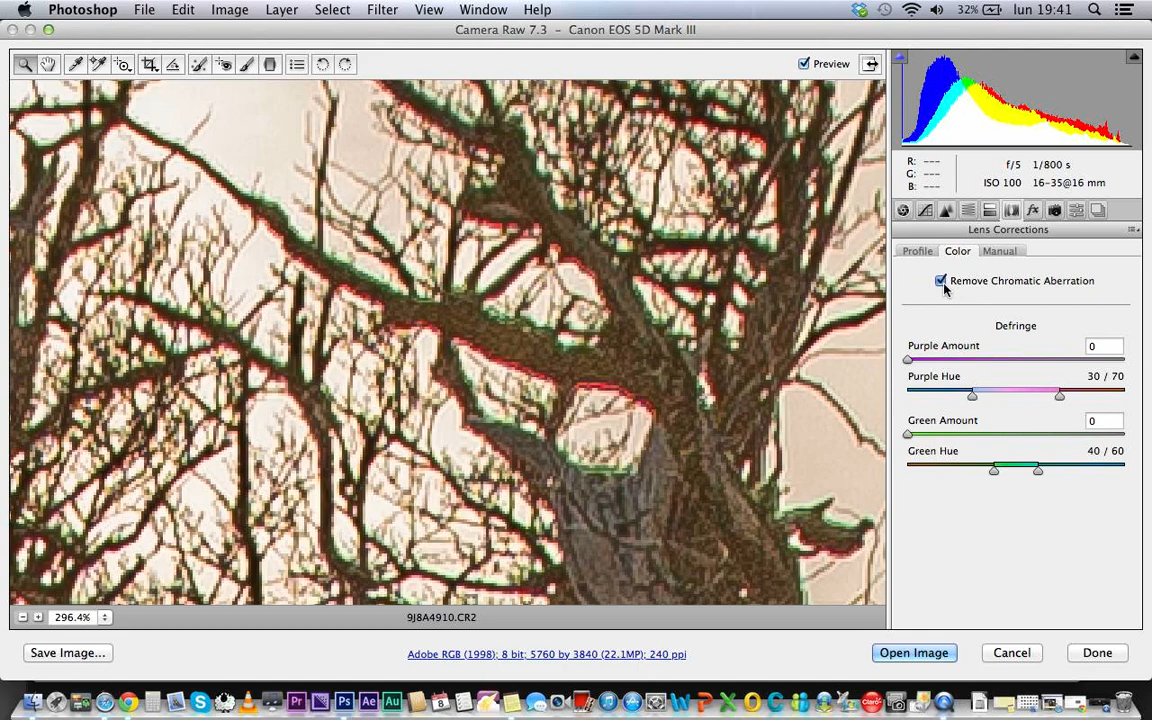 Photoshop File Edit Image Layer Select Filter View Window Help 32% lun 19:41
Camera Raw 7.3 – Canon EOS 5D Mark III
Preview
R: ---
G: ---
B: ---
f/5 1/800 s
ISO 100 16-35@16 mm
Lens Corrections
Profile Color Manual
Remove Chromatic Aberration
Defringe
Purple Amount 0
Purple Hue 30 / 70
Green Amount 0
Green Hue 40 / 60
296.4% 9J8A4910.CR2
Save Image... Adobe RGB (1998); 8 bit; 5760 by 3840 (22.1MP); 240 ppi Open Image Cancel Done
Pr Ps Ae Au